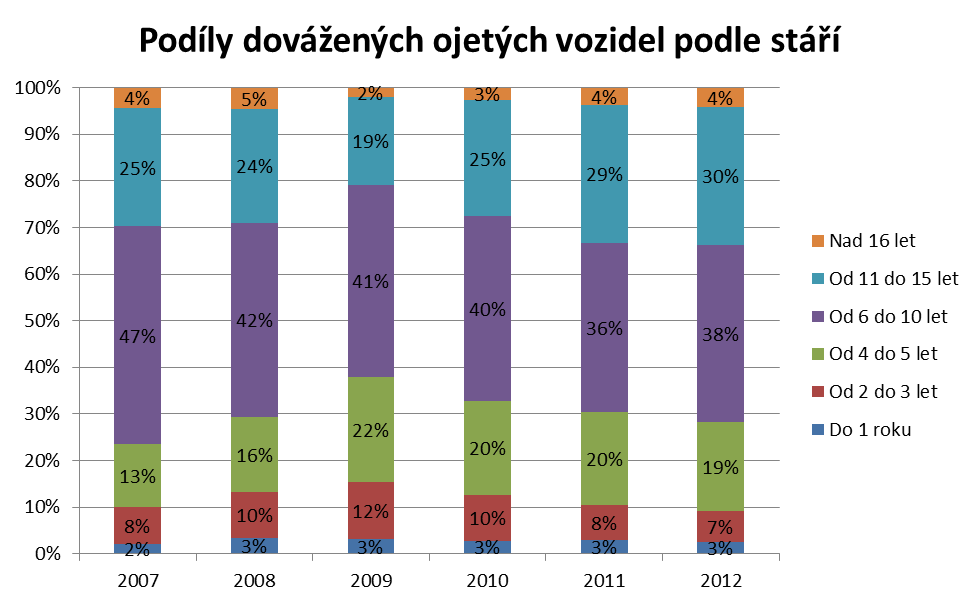 Podíly dovážených ojetých vozidel podle stáří
100%
90%
80%
70%
60%
50%
40%
30%
20%
10%
0%
4% 5% 2% 3% 4% 4%
25% 24% 19% 25% 29% 30%
47% 42% 41% 40% 36% 38%
13% 16% 22% 20% 20% 19%
8% 10% 12% 10% 8% 7%
2% 3% 3% 3% 3% 3%
2007 2008 2009 2010 2011 2012
Nad 16 let
Od 11 do 15 let
Od 6 do 10 let
Od 4 do 5 let
Od 2 do 3 let
Do 1 roku